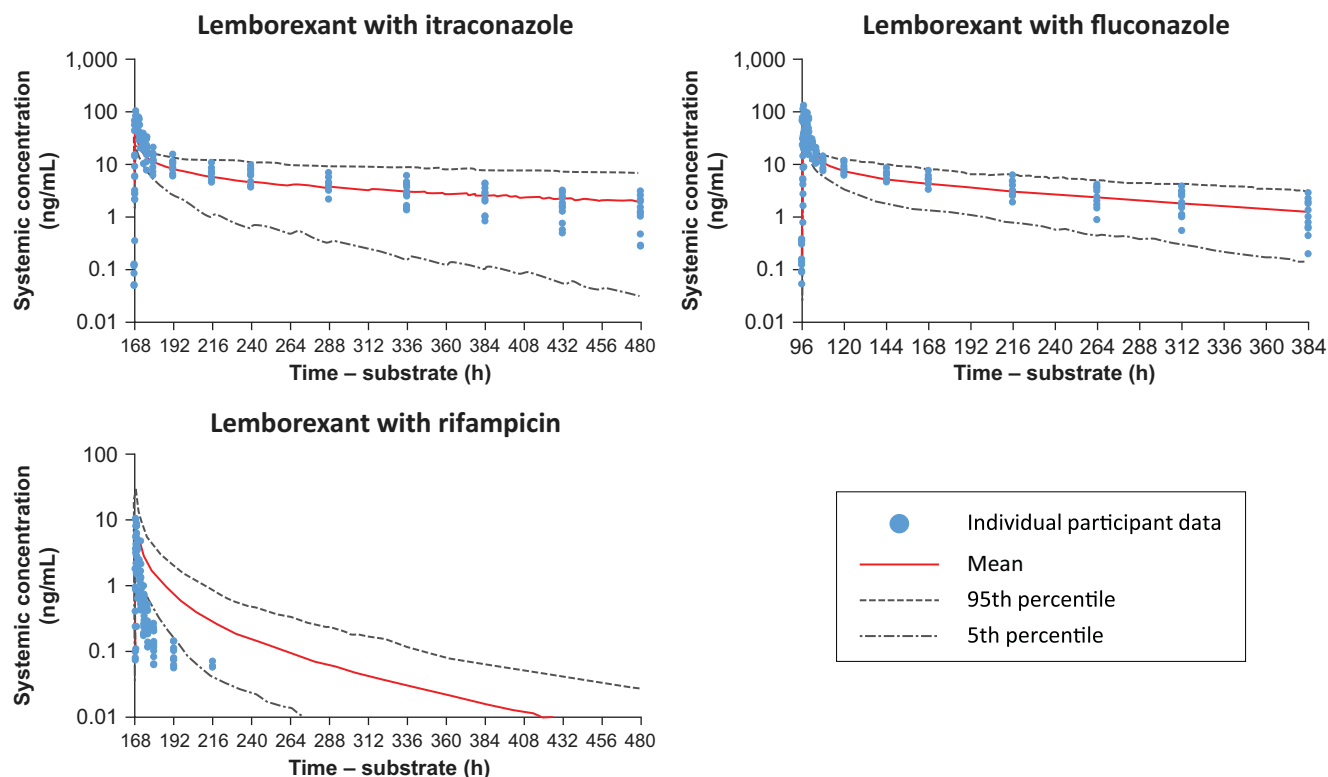 Lemborexant with itraconazole
Systemic concentration
(ng/mL)
1,000
100
10
1
0.1
0.01
168 192 216 240 264 288 312 336 360 384 408 432 456 480
Time – substrate (h)
Lemborexant with fluconazole
Systemic concentration
(ng/mL)
1,000
100
10
1
0.1
0.01
96 120 144 168 192 216 240 264 288 312 336 360 384
Time – substrate (h)
Lemborexant with rifampicin
Systemic concentration
(ng/mL)
100
10
1
0.1
0.01
168 192 216 240 264 288 312 336 360 384 408 432 456 480
Time – substrate (h)
Individual participant data
Mean
95th percentile
5th percentile